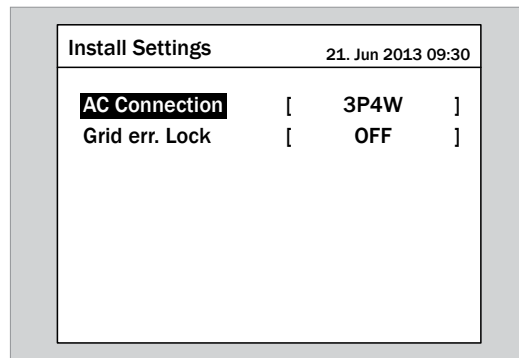 Install Settings 21. Jun 2013 09:30
AC Connection [ 3P4W ]
Grid err. Lock [ OFF ]